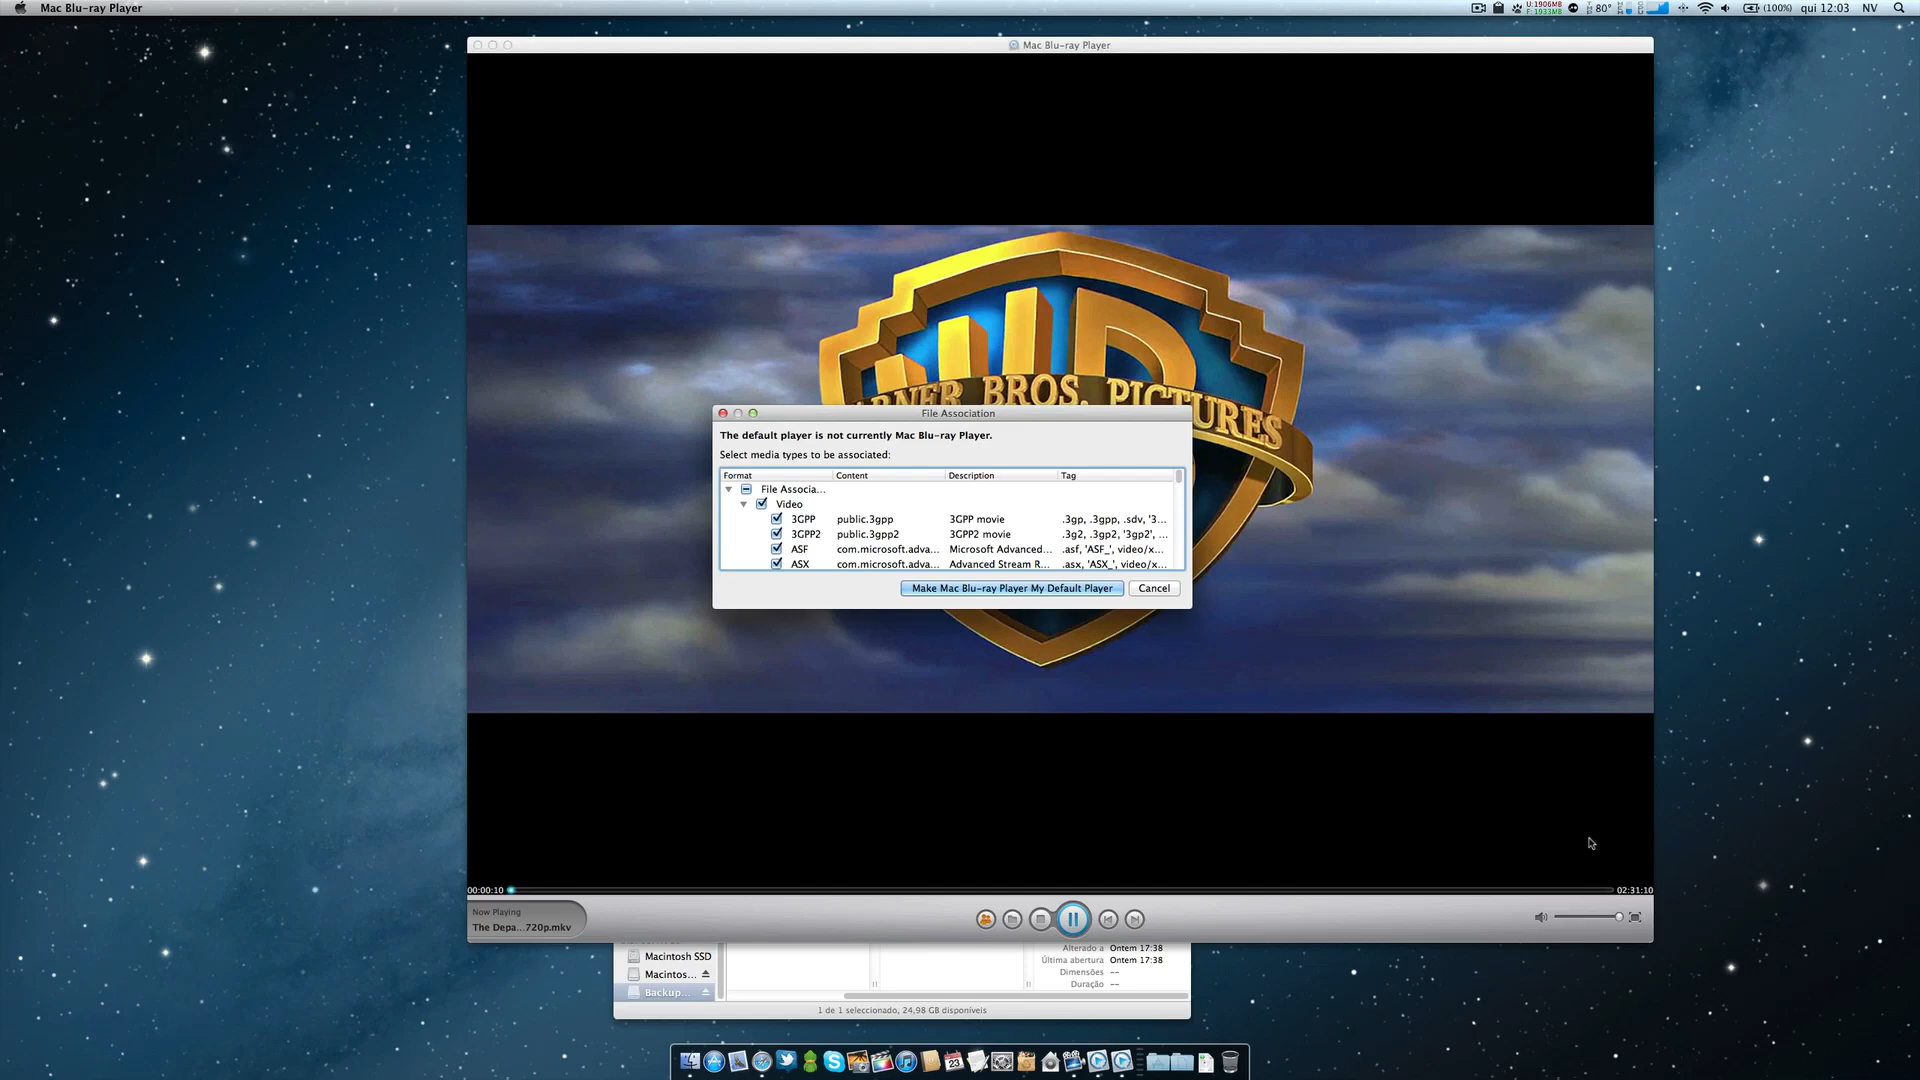 Mac Blu-ray Player
U:1906MB
F: 1933MB
80°
(100%)
qui 12:03
NV
Mac Blu-ray Player
ARNER BROS. PICTURES
File Association
The default player is not currently Mac Blu-ray Player.
Select media types to be associated:
Format Content Description Tag
File Associa...
Video
3GPP public.3gpp 3GPP movie .3gp, .3gpp, .sdv, '3...
3GPP2 public.3gpp2 3GPP2 movie .3g2, .3gp2, '3gp2', ...
ASF com.microsoft.adva... Microsoft Advanced... .asf, 'ASF_', video/x...
ASX com.microsoft.adva... Advanced Stream R... .asx, 'ASX_', video/x...
Make Mac Blu-ray Player My Default Player
Cancel
00:00:10
02:31:10
Now Playing
The Depa...720p.mkv
Macintosh SSD
Macintos...
Backup...
Alterado a Ontem 17:38
Última abertura Ontem 17:38
Dimensões --
Duração --
1 de 1 seleccionado, 24,98 GB disponíveis
23